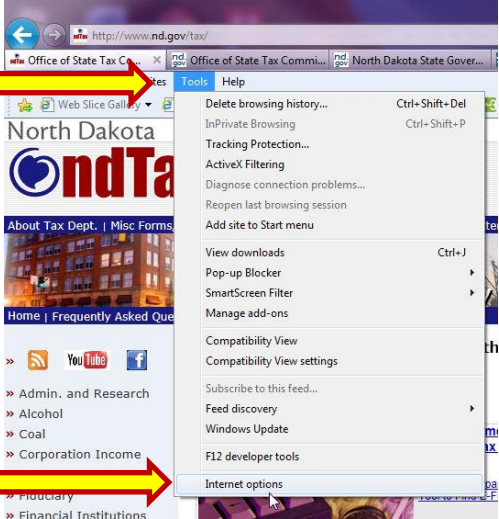 http://www.nd.gov/tax/
Office of State Tax Co... × nd. gov Office of State Tax Commi... nd. gov North Dakota State Gover...
Tools Help
Web Slice Gallery
Delete browsing history... Ctrl+Shift+Del
InPrivate Browsing Ctrl+Shift+P
Tracking Protection...
ActiveX Filtering
Diagnose connection problems...
Reopen last browsing session
Add site to Start menu
View downloads Ctrl+J
Pop-up Blocker
SmartScreen Filter
Manage add-ons
Compatibility View
Compatibility View settings
Subscribe to this feed...
Feed discovery
Windows Update
F12 developer tools
Internet options
North Dakota
ndTa
About Tax Dept. | Misc Forms
Home | Frequently Asked Que
» YouTube f
» Admin. and Research
» Alcohol
» Coal
» Corporation Income
» Fiduciary
» Financial Institutions